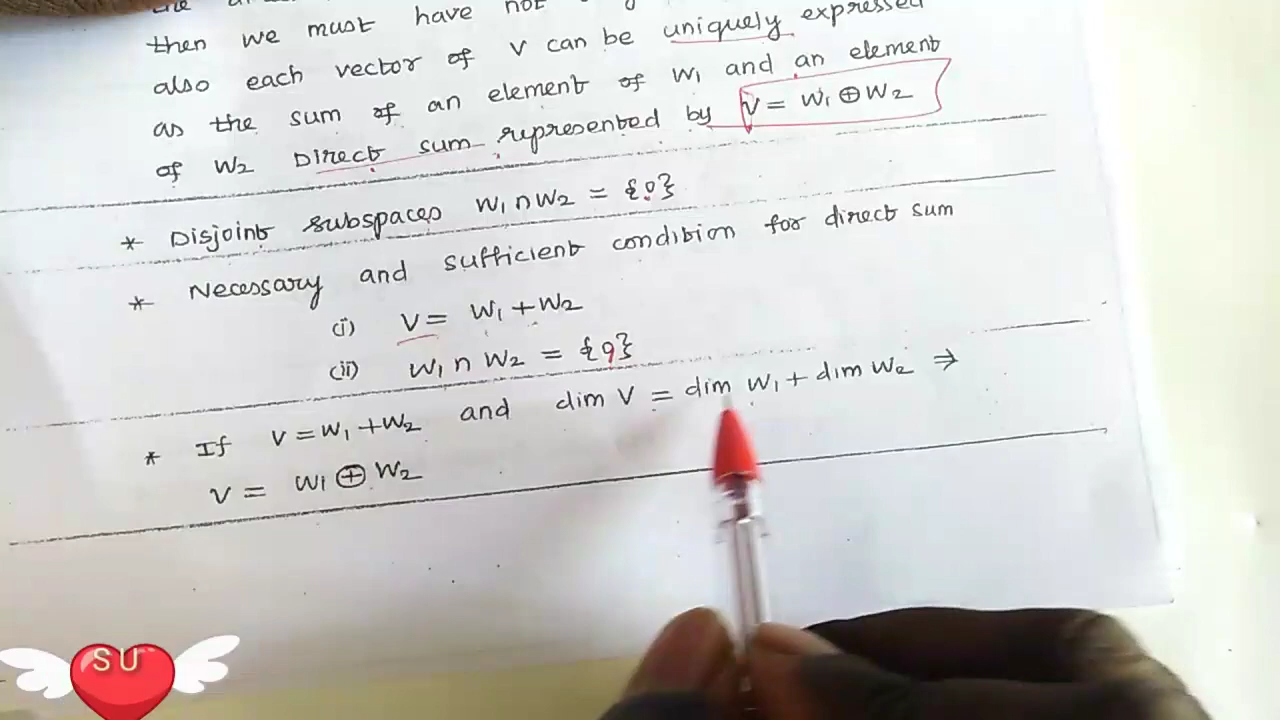 then we must have not
also each vector of V can be uniquely expressed
as the sum of an element of W1 and an element
of W2 Direct sum represented by V = W1 ⊕ W2
* Disjoint subspaces W1 ∩ W2 = {0}
* Necessary and sufficient condition for direct sum
(i) V = W1 + W2
(ii) W1 ∩ W2 = {0}
* If V = W1 + W2 and dim V = dim W1 + dim W2 ⇒
V = W1 ⊕ W2
SU